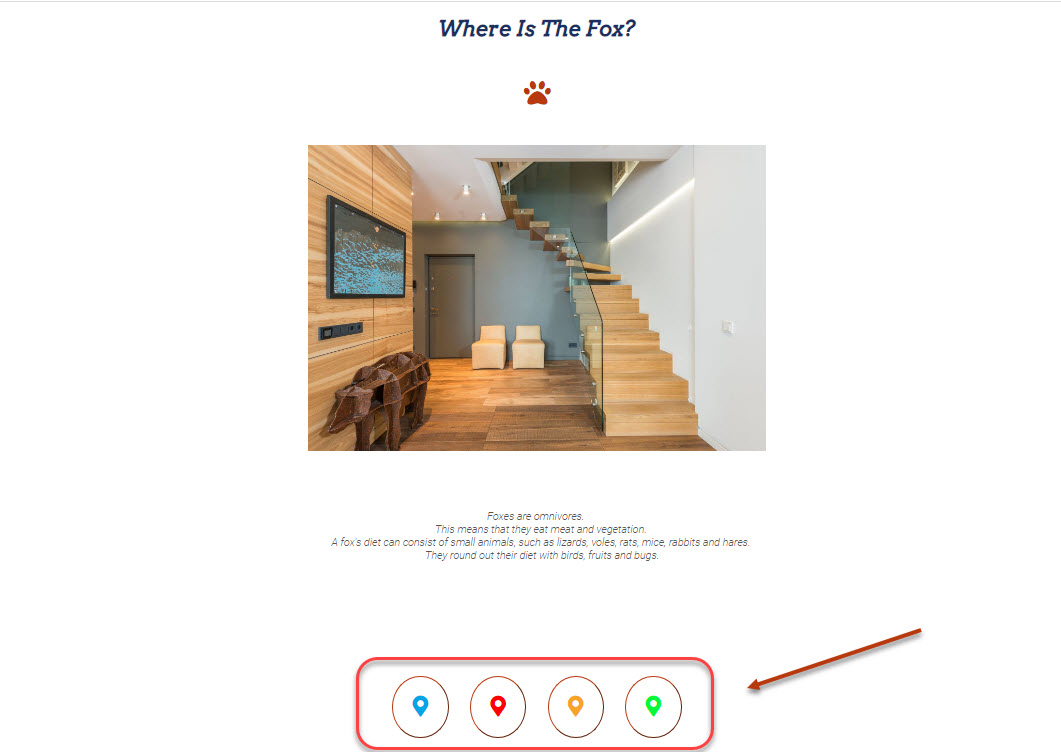 Where Is The Fox?
Foxes are omnivores.
This means that they eat meat and vegetation.
A fox's diet can consist of small animals, such as lizards, voles, rats, mice, rabbits and hares.
They round out their diet with birds, fruits and bugs.